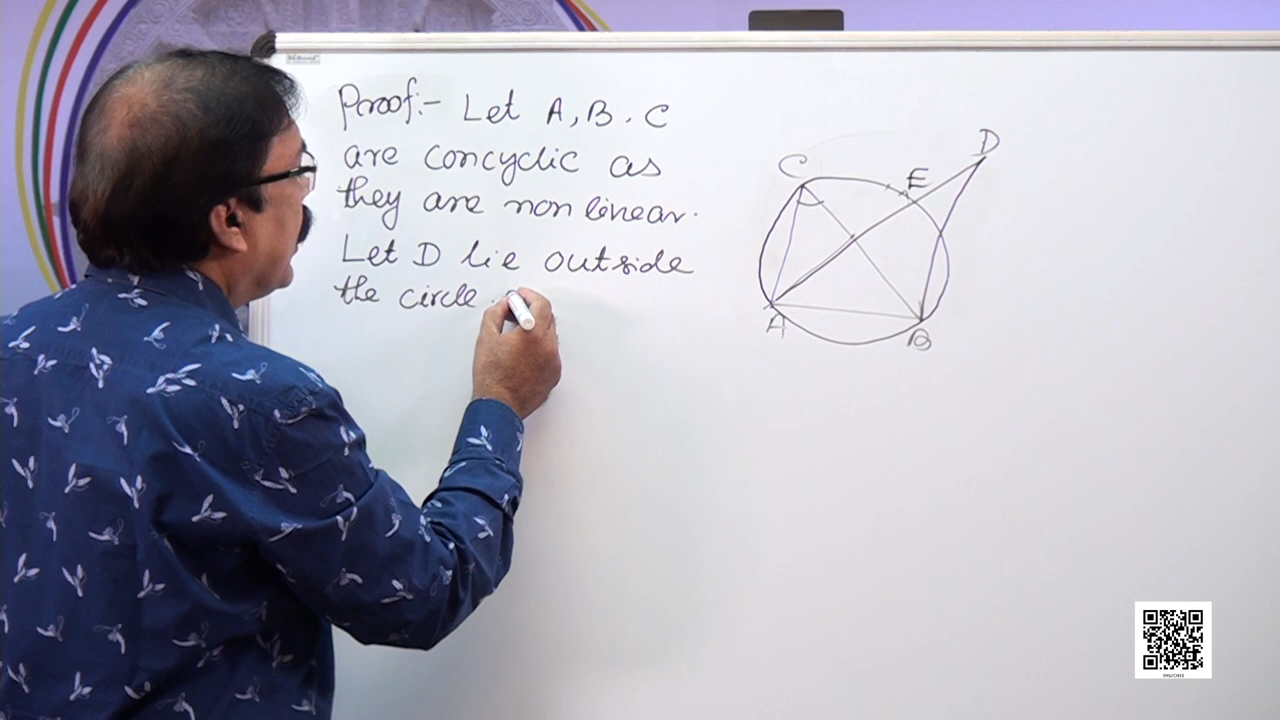 Proof:- Let A, B, C
are concyclic as
they are non linear.
Let D lie outside
the circle.
D
C
E
A
B